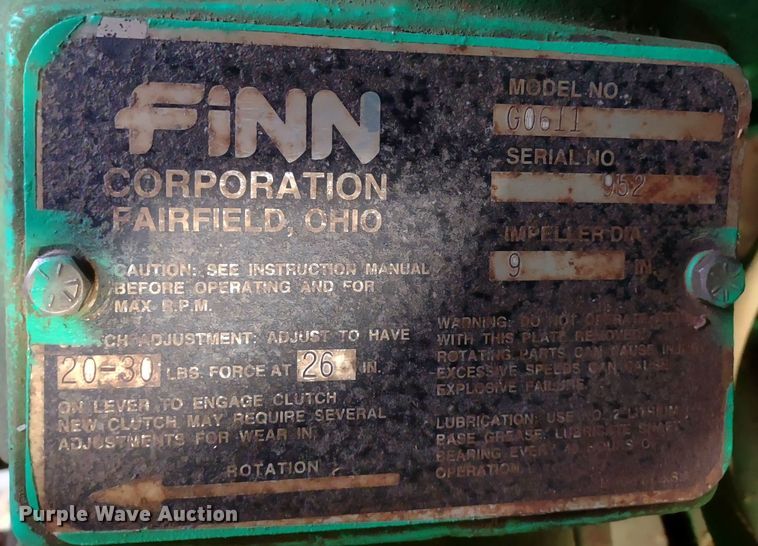 FINN
CORPORATION
FAIRFIELD, OHIO
MODEL NO.
G0611
SERIAL NO.
952
IMPELLER DIA.
9 IN.
CAUTION: SEE INSTRUCTION MANUAL
BEFORE OPERATING AND FOR
MAX R.P.M.
CLUTCH ADJUSTMENT: ADJUST TO HAVE
20-30 LBS. FORCE AT 26 IN.
ON LEVER TO ENGAGE CLUTCH
NEW CLUTCH MAY REQUIRE SEVERAL
ADJUSTMENTS FOR WEAR IN.
ROTATION
WARNING: DO NOT OPERATE
WITH THIS PLATE REMOVED
ROTATING PARTS CAN CAUSE
EXCESSIVE SPEEDS CAN CAUSE
EXPLOSIVE FAILURE.
LUBRICATION: USE NO. 2 LITHIUM
BASE GREASE. LUBRICATE SHAFT
BEARING EVERY HOURS OF
OPERATION.
Purple Wave Auction